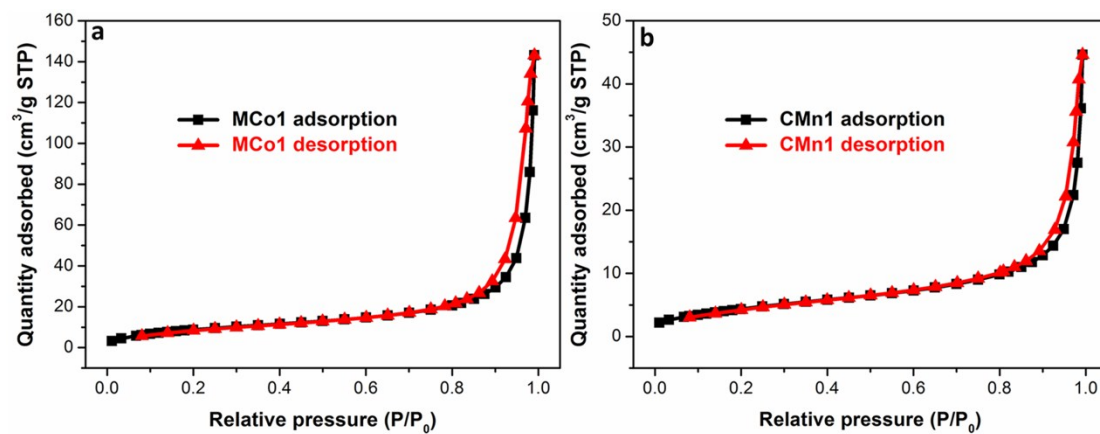 a
MCo1 adsorption
MCo1 desorption
Quantity adsorbed (cm³/g STP)
160
140
120
100
80
60
40
20
0
0.0 0.2 0.4 0.6 0.8 1.0
Relative pressure (P/P₀)
b
CMn1 adsorption
CMn1 desorption
Quantity adsorbed (cm³/g STP)
50
40
30
20
10
0
0.0 0.2 0.4 0.6 0.8 1.0
Relative pressure (P/P₀)